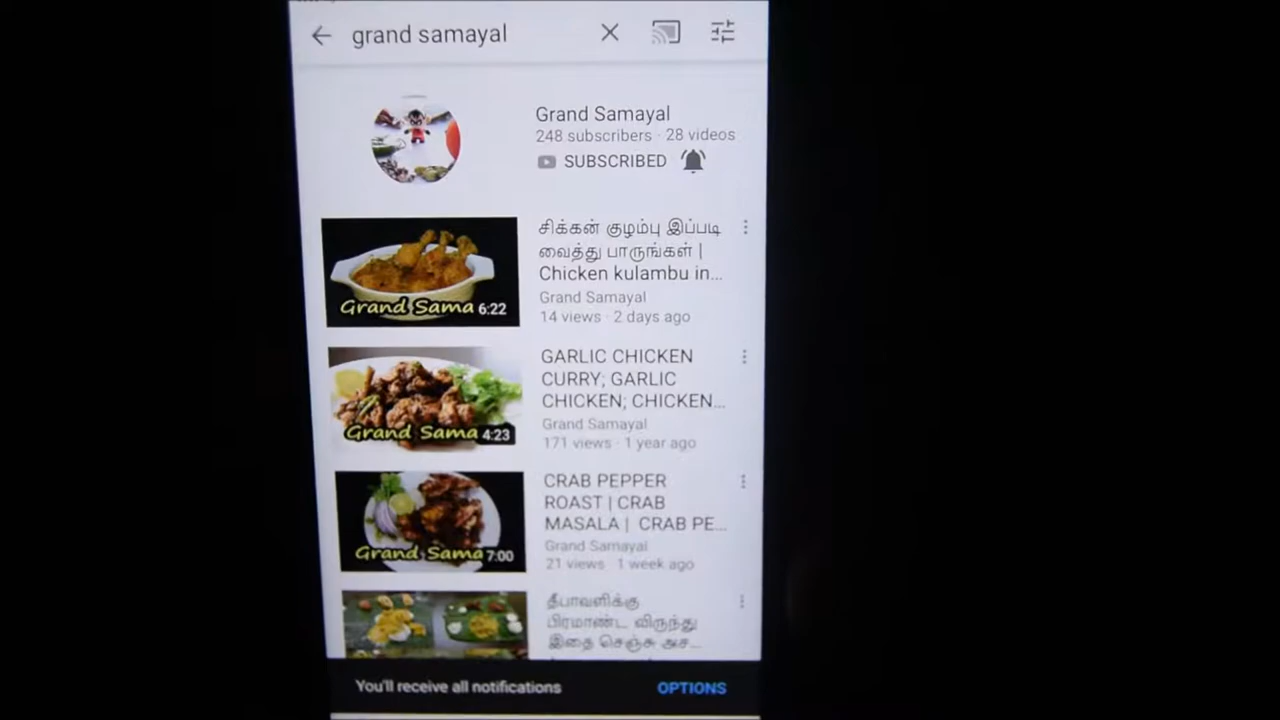 grand samayal
Grand Samayal
248 subscribers · 28 videos
SUBSCRIBED
சிக்கன் குழம்பு இப்படி
வைத்து பாருங்கள் |
Chicken kulambu in...
Grand Samayal
14 views · 2 days ago
Grand Sama 6:22
GARLIC CHICKEN
CURRY; GARLIC
CHICKEN; CHICKEN...
Grand Samayal
171 views · 1 year ago
Grand Sama 4:23
CRAB PEPPER
ROAST | CRAB
MASALA | CRAB PE...
Grand Samayal
21 views · 1 week ago
Grand Sama 7:00
தீபாவளிக்கு
பிரமாண்ட விருந்து
இதை செஞ்சு அச...
You'll receive all notifications
OPTIONS